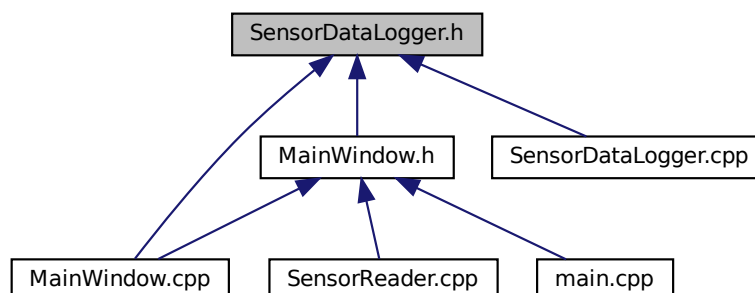 SensorDataLogger.h
MainWindow.h
SensorDataLogger.cpp
MainWindow.cpp
SensorReader.cpp
main.cpp